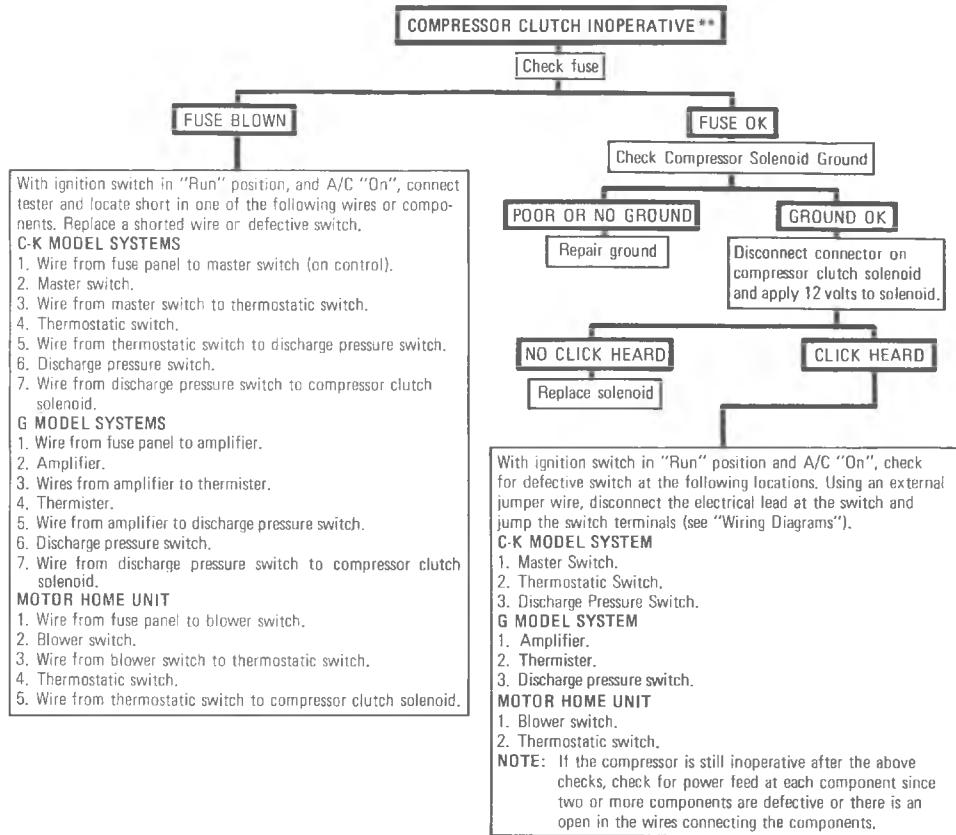 COMPRESSOR CLUTCH INOPERATIVE**
Check fuse
FUSE BLOWN
FUSE OK
With ignition switch in "Run" position, and A/C "On", connect
tester and locate short in one of the following wires or compo-
nents. Replace a shorted wire or defective switch.
C-K MODEL SYSTEMS
1. Wire from fuse panel to master switch (on control).
2. Master switch.
3. Wire from master switch to thermostatic switch.
4. Thermostatic switch.
5. Wire from thermostatic switch to discharge pressure switch.
6. Discharge pressure switch.
7. Wire from discharge pressure switch to compressor clutch
solenoid.
G MODEL SYSTEMS
1. Wire from fuse panel to amplifier.
2. Amplifier.
3. Wires from amplifier to thermister.
4. Thermister.
5. Wire from amplifier to discharge pressure switch.
6. Discharge pressure switch.
7. Wire from discharge pressure switch to compressor clutch
solenoid.
MOTOR HOME UNIT
1. Wire from fuse panel to blower switch.
2. Blower switch.
3. Wire from blower switch to thermostatic switch.
4. Thermostatic switch.
5. Wire from thermostatic switch to compressor clutch solenoid.
Check Compressor Solenoid Ground
POOR OR NO GROUND
GROUND OK
Repair ground
Disconnect connector on
compressor clutch solenoid
and apply 12 volts to solenoid.
NO CLICK HEARD
CLICK HEARD
Replace solenoid
With ignition switch in "Run" position and A/C "On", check
for defective switch at the following locations. Using an external
jumper wire, disconnect the electrical lead at the switch and
jump the switch terminals (see "Wiring Diagrams").
C-K MODEL SYSTEM
1. Master Switch.
2. Thermostatic Switch.
3. Discharge Pressure Switch.
G MODEL SYSTEM
1. Amplifier.
2. Thermister.
3. Discharge pressure switch.
MOTOR HOME UNIT
1. Blower switch.
2. Thermostatic switch.
NOTE: If the compressor is still inoperative after the above
checks, check for power feed at each component since
two or more components are defective or there is an
open in the wires connecting the components.